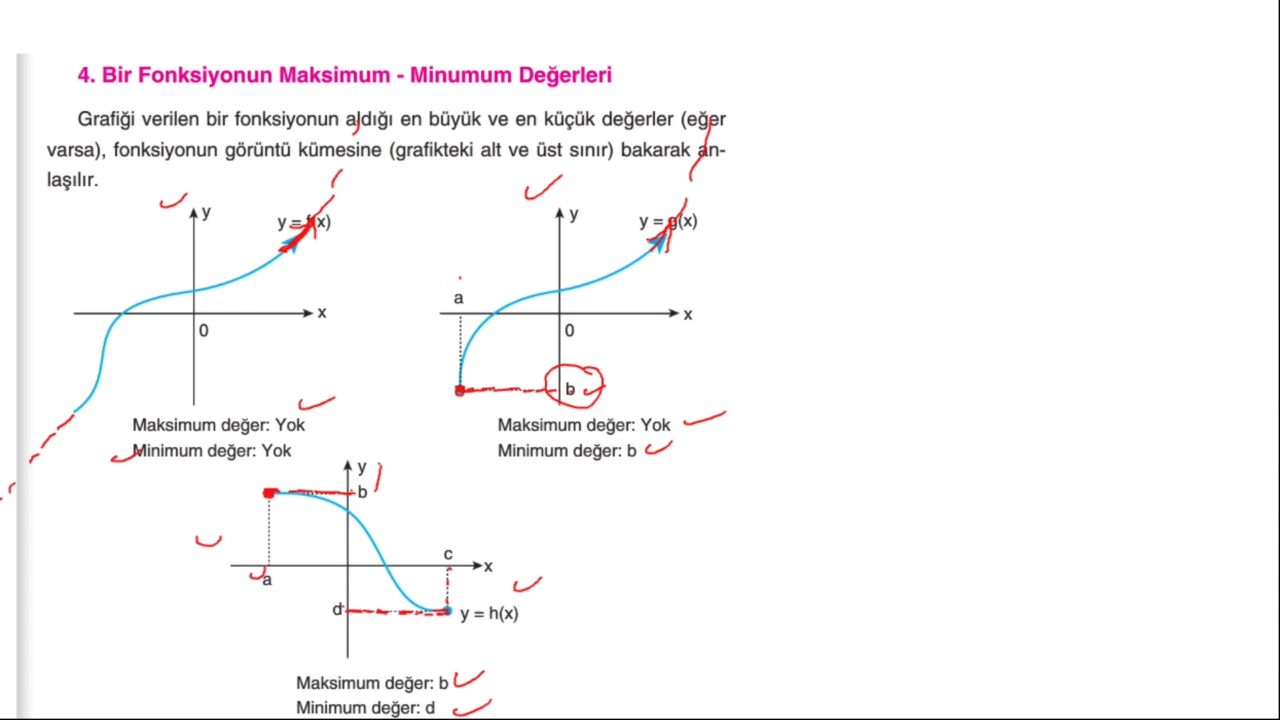 4. Bir Fonksiyonun Maksimum - Minumum Değerleri
Grafiği verilen bir fonksiyonun aldığı en büyük ve en küçük değerler (eğer
varsa), fonksiyonun görüntü kümesine (grafikteki alt ve üst sınır) bakarak an-
laşılır.
y
y = f(x)
x
0
Maksimum değer: Yok
Minimum değer: Yok
y
y = g(x)
a
x
0
b
Maksimum değer: Yok
Minimum değer: b
y
b
c
x
a
d
y = h(x)
Maksimum değer: b
Minimum değer: d